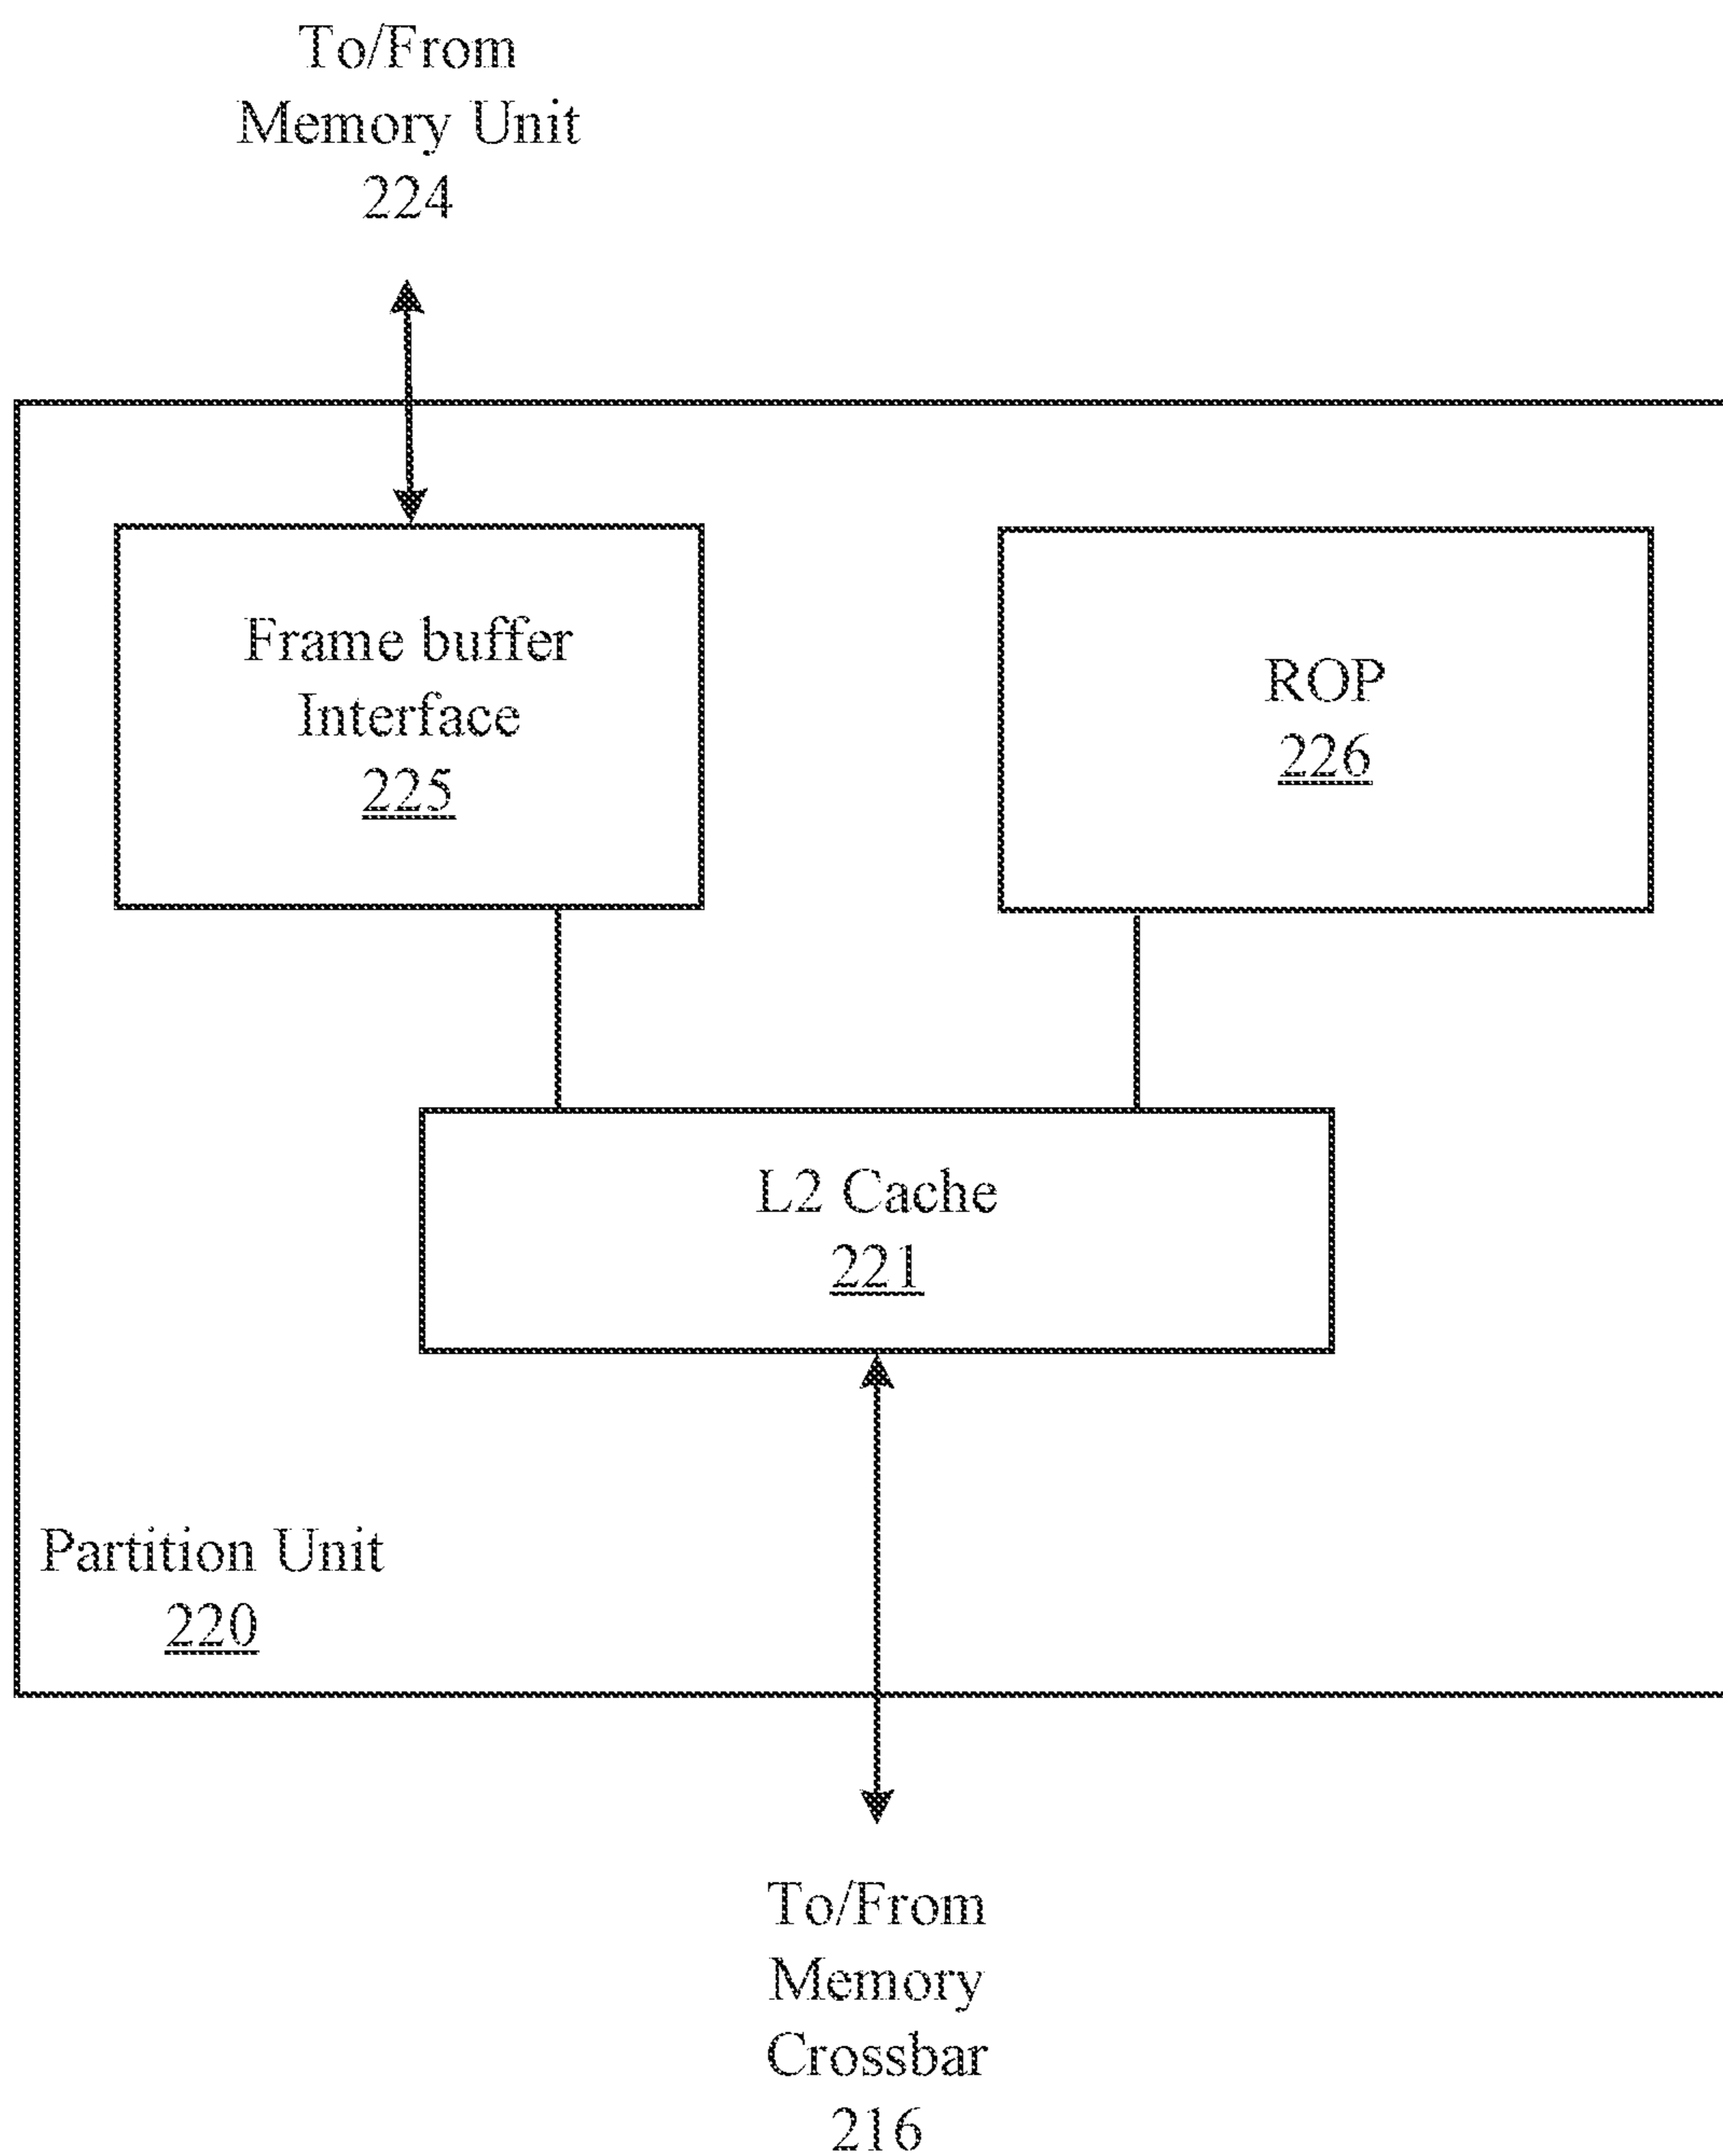 To/From
Memory Unit
224
Frame buffer
Interface
225
ROP
226
L2 Cache
221
Partition Unit
220
To/From
Memory
Crossbar
216